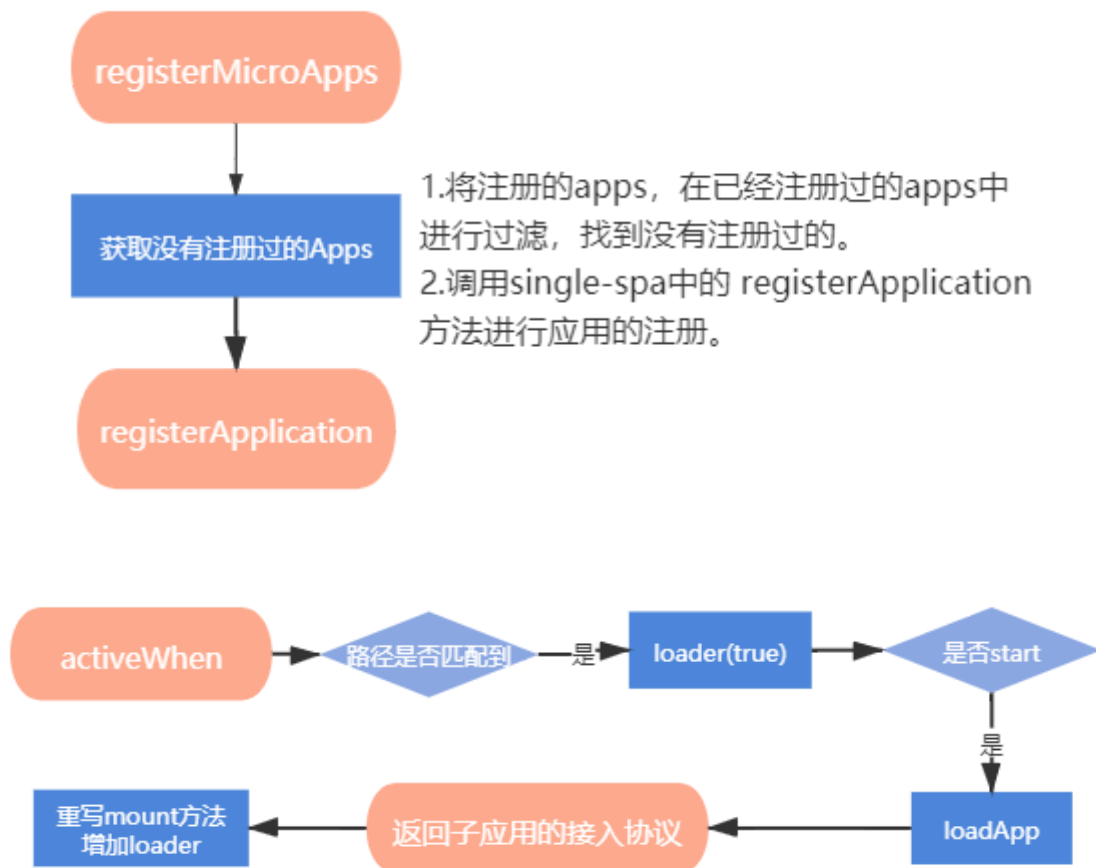 registerMicroApps
获取没有注册过的Apps
registerApplication
1.将注册的apps，在已经注册过的apps中
进行过滤，找到没有注册过的。
2.调用single-spa中的 registerApplication
方法进行应用的注册。
activeWhen
路径是否匹配到
是
loader(true)
是否start
是
loadApp
返回子应用的接入协议
重写mount方法
增加loader